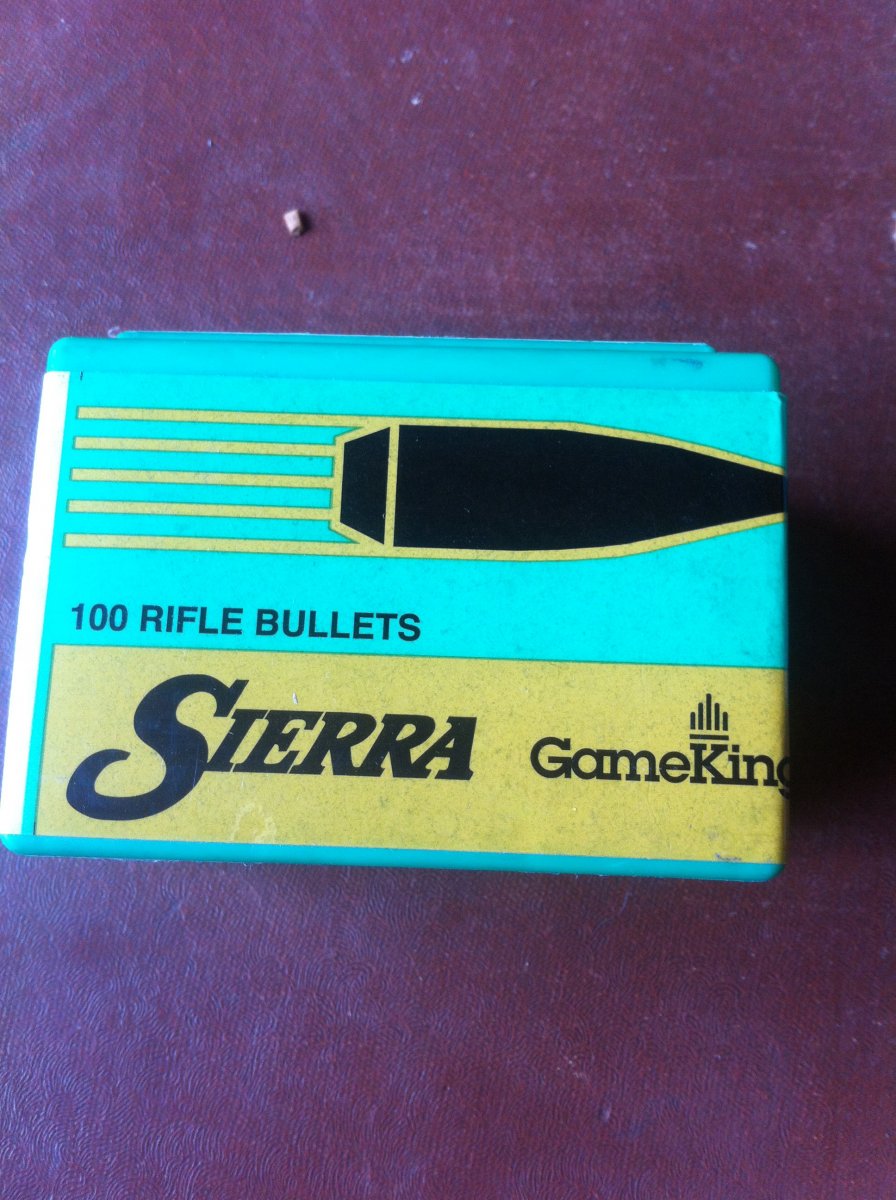 100 RIFLE BULLETS
SIERRA
GameKing